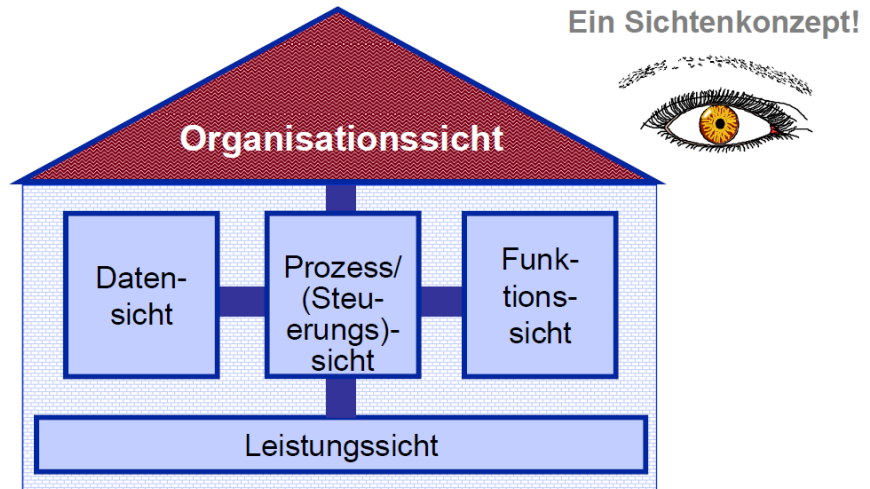 Ein Sichtenkonzept!
Organisationssicht
Daten-
sicht
Prozess/
(Steu-
erungs)-
sicht
Funk-
tions-
sicht
Leistungssicht